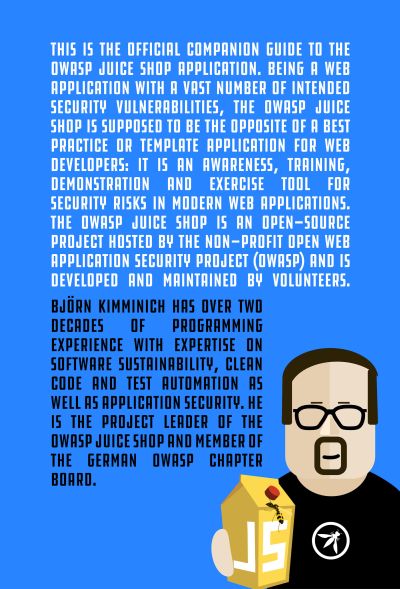 THIS IS THE OFFICIAL COMPANION GUIDE TO THE
OWASP JUICE SHOP APPLICATION. BEING A WEB
APPLICATION WITH A VAST NUMBER OF INTENDED
SECURITY VULNERABILITIES, THE OWASP JUICE
SHOP IS SUPPOSED TO BE THE OPPOSITE OF A BEST
PRACTICE OR TEMPLATE APPLICATION FOR WEB
DEVELOPERS: IT IS AN AWARENESS, TRAINING,
DEMONSTRATION AND EXERCISE TOOL FOR
SECURITY RISKS IN MODERN WEB APPLICATIONS.
THE OWASP JUICE SHOP IS AN OPEN-SOURCE
PROJECT HOSTED BY THE NON-PROFIT OPEN WEB
APPLICATION SECURITY PROJECT (OWASP) AND IS
DEVELOPED AND MAINTAINED BY VOLUNTEERS.
BJÖRN KIMMINICH HAS OVER TWO
DECADES OF PROGRAMMING
EXPERIENCE WITH EXPERTISE ON
SOFTWARE SUSTAINABILITY, CLEAN
CODE AND TEST AUTOMATION AS
WELL AS APPLICATION SECURITY. HE
IS THE PROJECT LEADER OF THE
OWASP JUICE SHOP AND MEMBER OF
THE GERMAN OWASP CHAPTER
BOARD.
JS